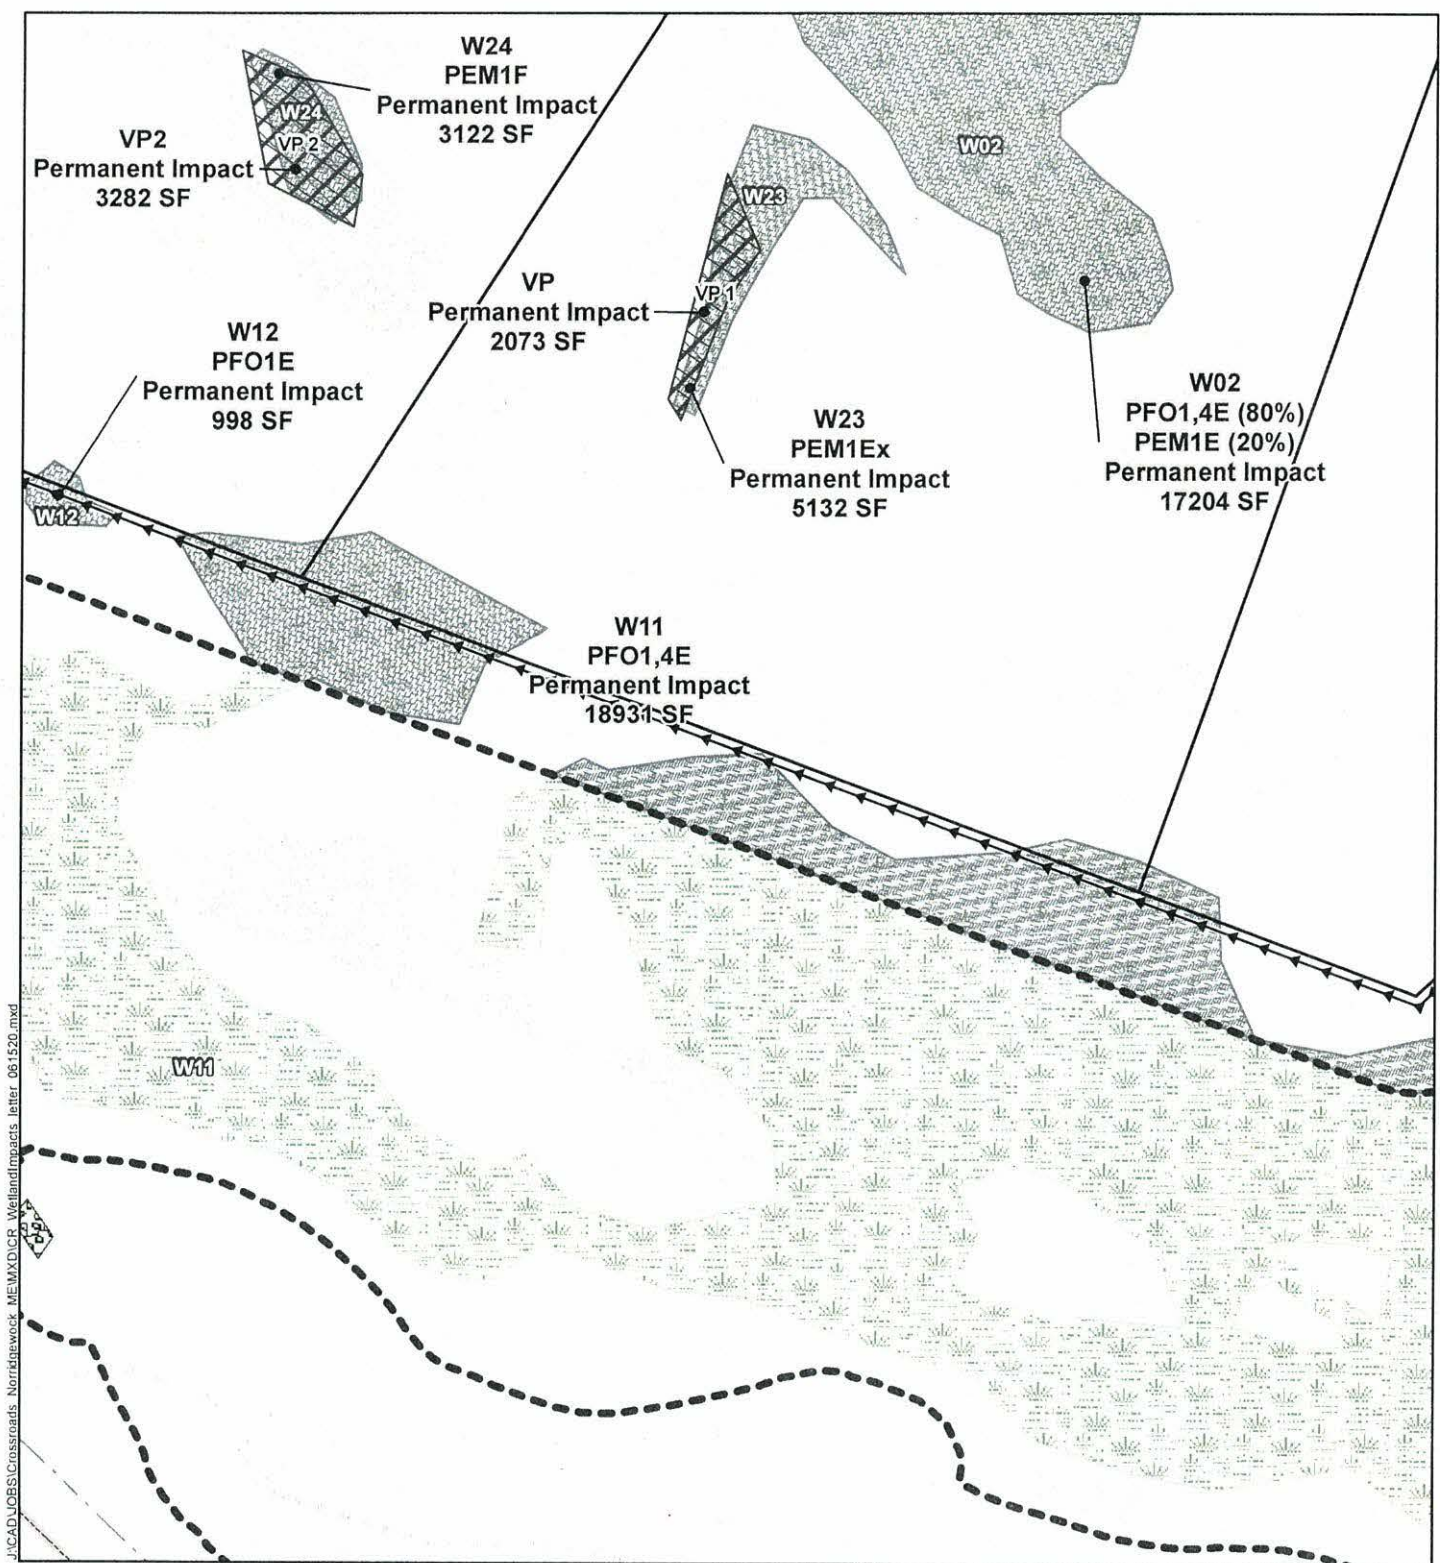 W24
PEM1F
Permanent Impact
3122 SF
W24
VP 2
VP2
Permanent Impact
3282 SF
W02
W23
VP
Permanent Impact
2073 SF
VP 1
W12
PFO1E
Permanent Impact
998 SF
W02
PFO1,4E (80%)
PEM1E (20%)
Permanent Impact
17204 SF
W23
PEM1Ex
Permanent Impact
5132 SF
W12
W11
PFO1,4E
Permanent Impact
18931 SF
W11
J:\CAD\JOBS\Crossroads_Norridgewock_ME\MXD\CR_WetlandImpacts_letter_061520.mxd